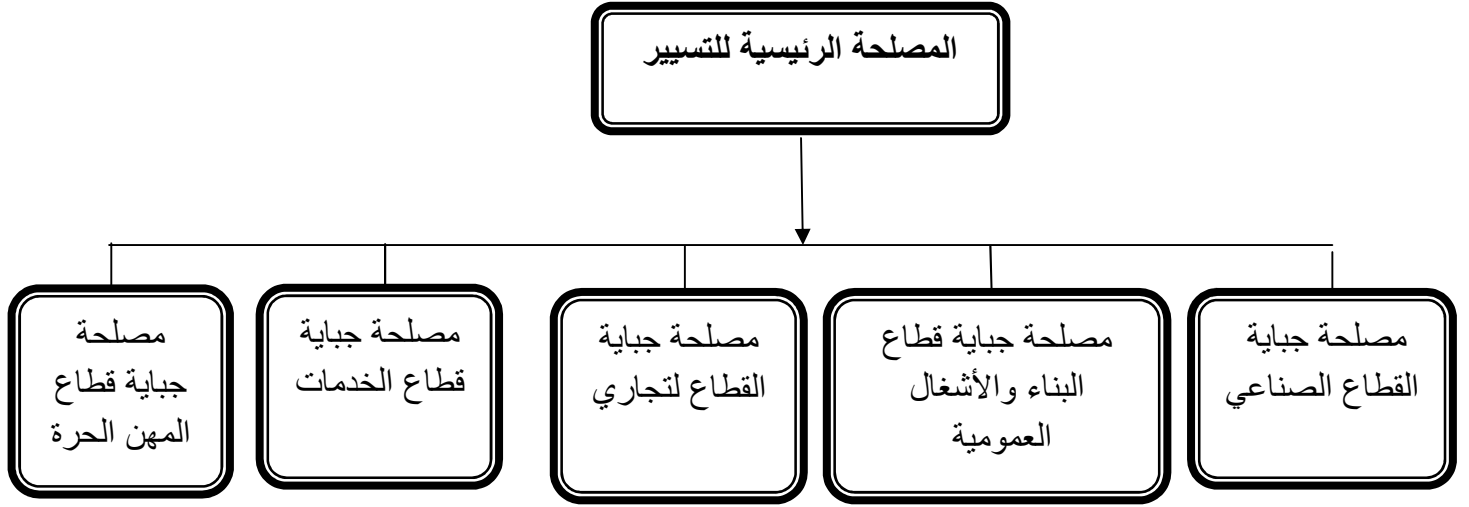 المصلحة الرئيسية للتسيير
مصلحة جباية
القطاع الصناعي
مصلحة جباية قطاع
البناء والأشغال
العمومية
مصلحة جباية
القطاع لتجاري
مصلحة جباية
قطاع الخدمات
مصلحة
جباية قطاع
المهن الحرة